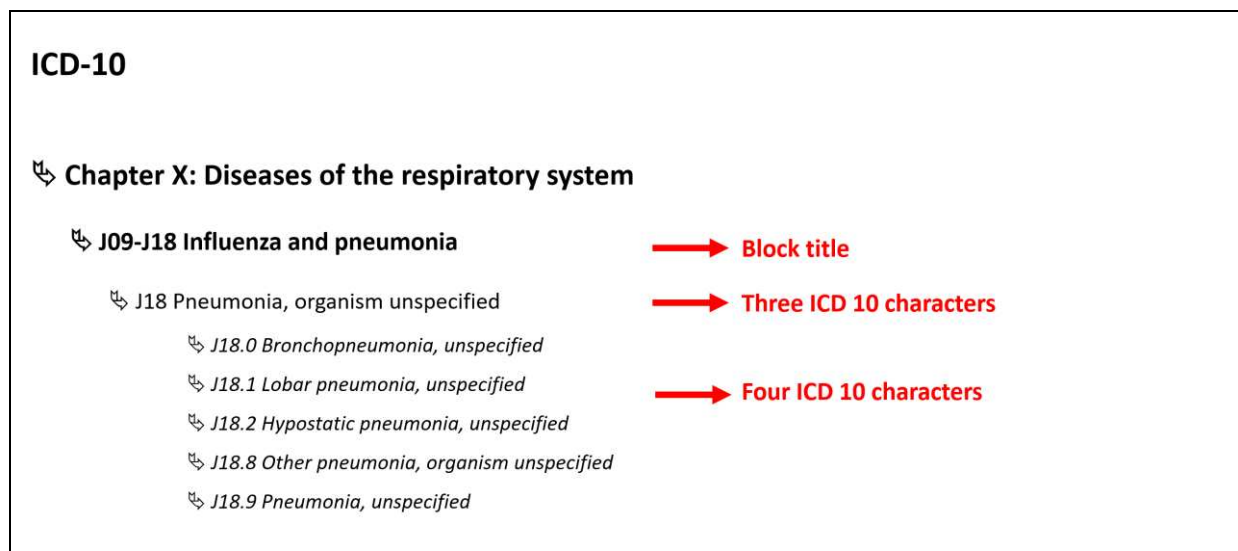 ICD-10
Chapter X: Diseases of the respiratory system
J09-J18 Influenza and pneumonia
Block title
J18 Pneumonia, organism unspecified
Three ICD 10 characters
J18.0 Bronchopneumonia, unspecified
J18.1 Lobar pneumonia, unspecified
Four ICD 10 characters
J18.2 Hypostatic pneumonia, unspecified
J18.8 Other pneumonia, organism unspecified
J18.9 Pneumonia, unspecified